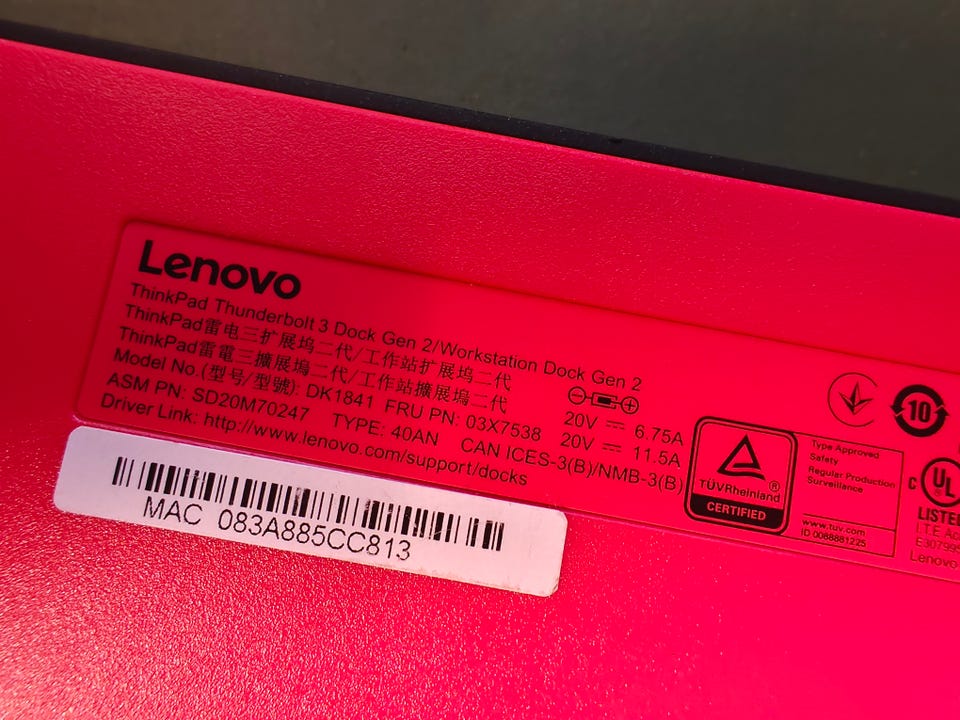 Lenovo
ThinkPad Thunderbolt 3 Dock Gen 2/Workstation Dock Gen 2
ThinkPad雷电三扩展坞二代/工作站扩展坞二代
ThinkPad雷電三擴展塢二代/工作站擴展塢二代
Model No.(型号/型號): DK1841 FRU PN: 03X7538 20V 6.75A
ASM PN: SD20M70247 TYPE: 40AN CAN ICES-3(B)/NMB-3(B) 20V 11.5A
Driver Link: http://www.lenovo.com/support/docks
MAC 083A885CC813
TÜVRheinland ®
CERTIFIED
Type Approved
Safety
Regular Production
Surveillance
www.tuv.com
ID 0088881225
10
C UL
LISTED
I.T.E.
Lenovo